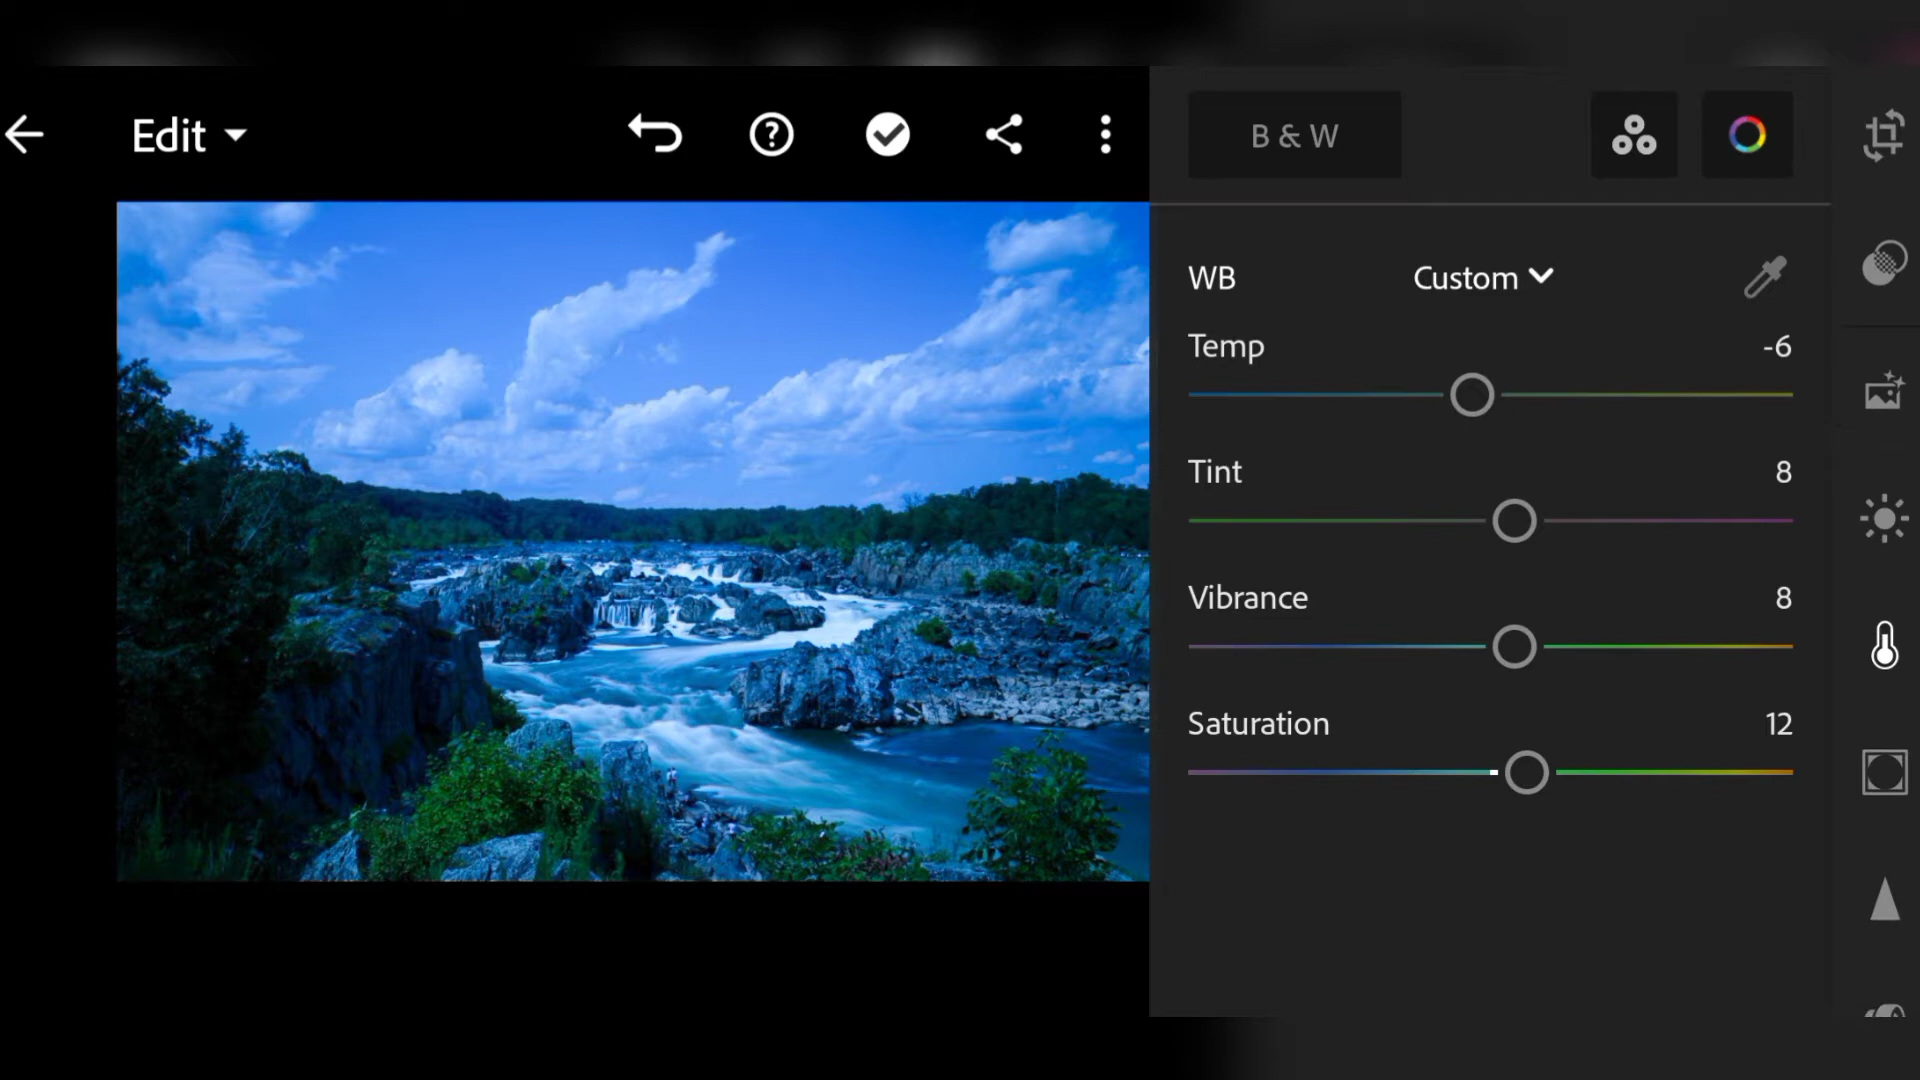 Edit
B & W
WB Custom
Temp -6
Tint 8
Vibrance 8
Saturation 12